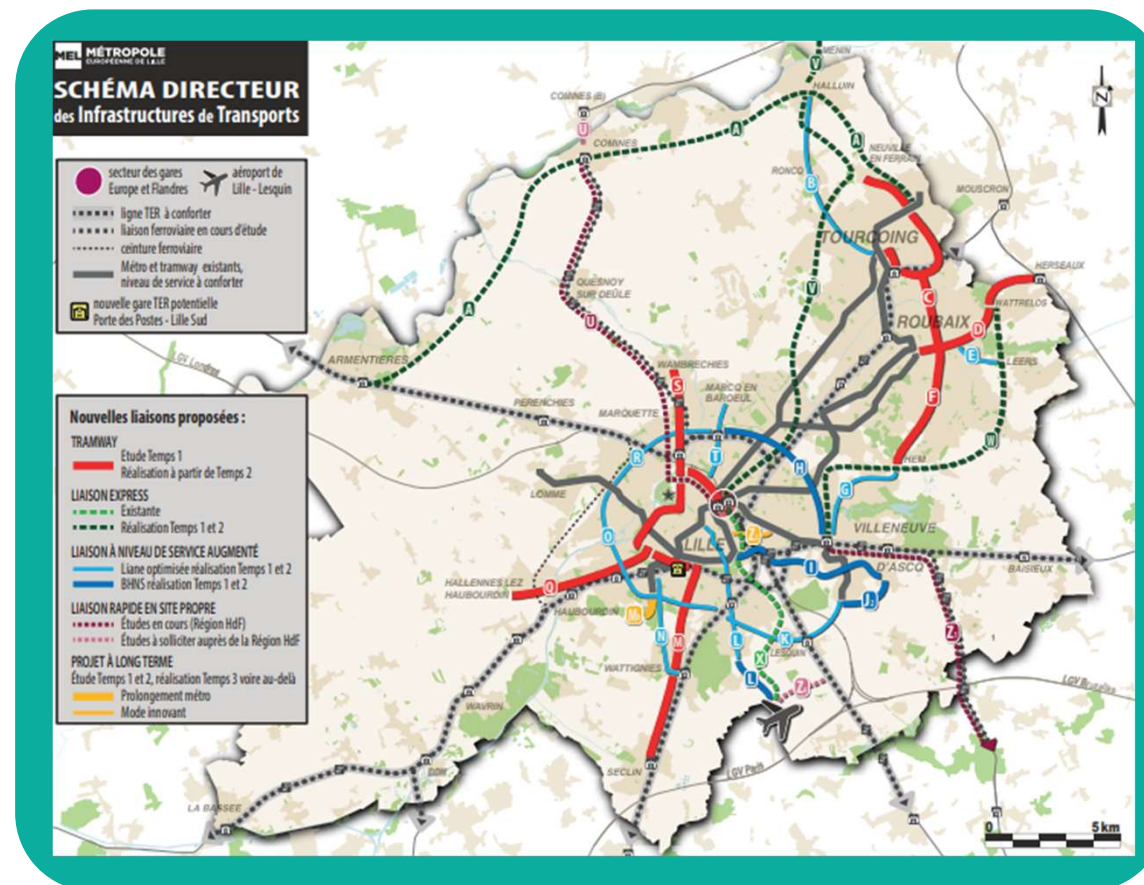 MEL MÉTROPOLE
EUROPÉENNE DE LILLE
SCHÉMA DIRECTEUR
des Infrastructures de Transports
secteur des gares
Europe et Flandres
aéroport de
Lille - Lesquin
ligne TER à conforter
liaison ferroviaire en cours d'étude
ceinture ferroviaire
Métro et tramway existants,
niveau de service à conforter
nouvelle gare TER potentielle
Porte des Postes - Lille Sud
Nouvelles liaisons proposées :
TRAMWAY
Etude Temps 1
Réalisation à partir de Temps 2
LIAISON EXPRESS
Existante
Réalisation Temps 1 et 2
LIAISON À NIVEAU DE SERVICE AUGMENTÉ
Liane optimisée réalisation Temps 1 et 2
BHNS réalisation Temps 1 et 2
LIAISON RAPIDE EN SITE PROPRE
Études en cours (Région HdF)
Études à solliciter auprès de la Région HdF
PROJET À LONG TERME
Étude Temps 1 et 2, réalisation Temps 3 voire au-delà
Prolongement métro
Mode innovant
MENIN
V
HALLUIN
N
COMINES (B)
U
A
A
COMINES
NEUVILLE
EN FERRAIN
RONCQ
B
MOUSCRON
TOURCOING
HERSEAUX
QUESNOY
SUR DEÛLE
V
C
WATTRELOS
A
U
ROUBAIX
D
E
LEERS
LGV Londres
ARMENTIÈRES
WAMBRECHIES
S
MARCQ EN
BAROEUL
F
PERENCHIES
MARQUETTE
W
R
T
H
HEM
G
LOMME
VILLENEUVE
D'ASCQ
O
LILLE
Z
I
BAISIEUX
HALLENNES LEZ
HAUBOURDIN
Q
HAUBOURDIN
J
N
M
L
K
Z
WATTIGNIES
X
LESQUIN
L
Z
LGV Bruxelles
WAVRIN
SECLIN
LGV Paris
LA BASSEE
0
5 km